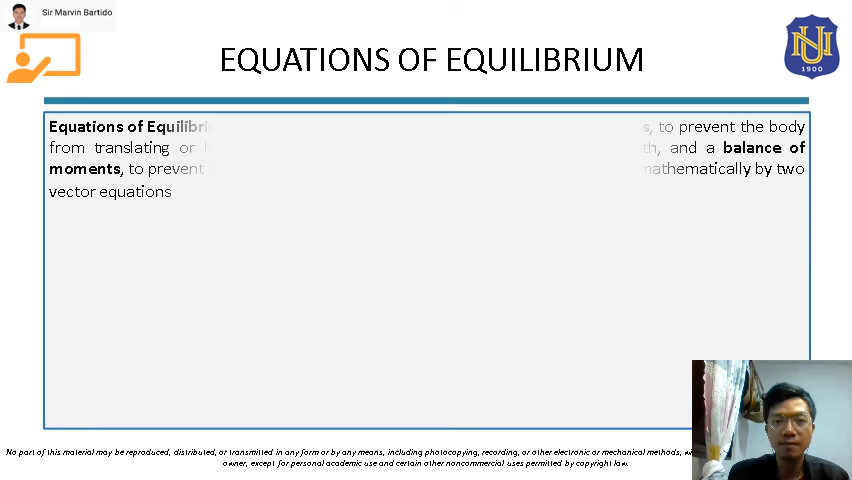 Sir Marvin Bartido
EQUATIONS OF EQUILIBRIUM
NU
1900
Equations of Equilibri s, to prevent the body
from translating or h th, and a balance of
moments, to prevent mathematically by two
vector equations
No part of this material may be reproduced, distributed, or transmitted in any form or by any means, including photocopying, recording, or other electronic or mechanical methods,
owner, except for personal academic use and certain other noncommercial uses permitted by copyright law.